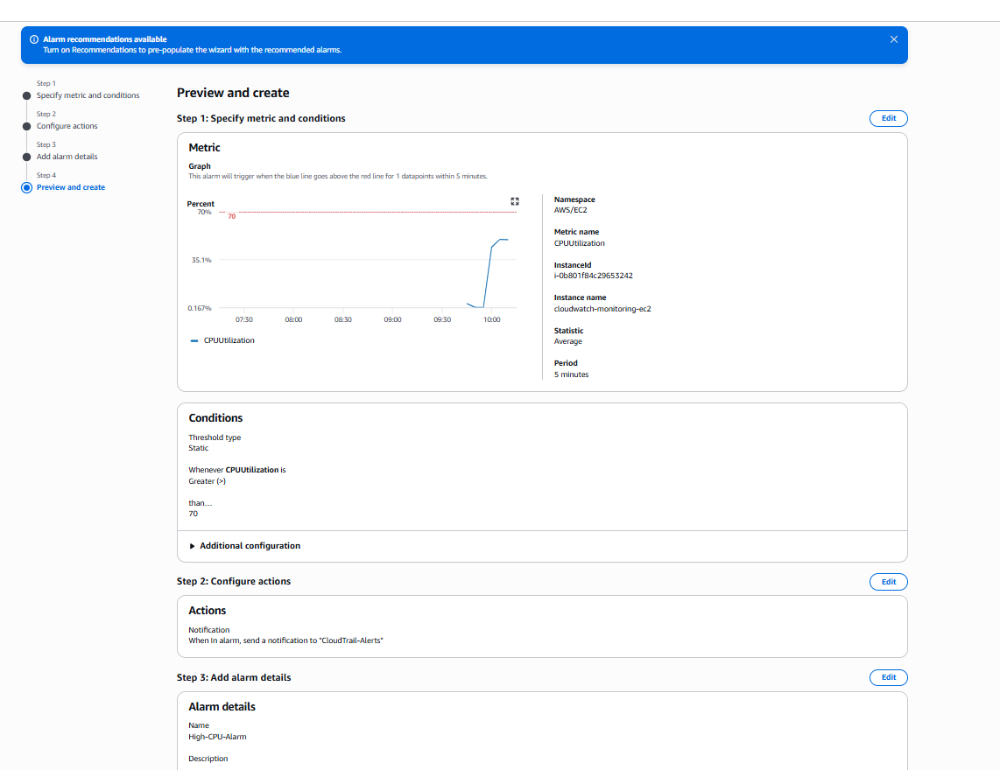 Alarm recommendations available
Turn on Recommendations to pre-populate the wizard with the recommended alarms.
Step 1
Specify metric and conditions
Step 2
Configure actions
Step 3
Add alarm details
Step 4
Preview and create
Preview and create
Step 1: Specify metric and conditions
Edit
Metric
Graph
This alarm will trigger when the blue line goes above the red line for 1 datapoints within 5 minutes.
Percent
70%
70
35.1%
0.167%
07:30 08:00 08:30 09:00 09:30 10:00
CPUUtilization
Namespace
AWS/EC2
Metric name
CPUUtilization
InstanceId
i-0b801f84c29653242
Instance name
cloudwatch-monitoring-ec2
Statistic
Average
Period
5 minutes
Conditions
Threshold type
Static
Whenever CPUUtilization is
Greater (>)
than...
70
Additional configuration
Step 2: Configure actions
Edit
Actions
Notification
When In alarm, send a notification to "CloudTrail-Alerts"
Step 3: Add alarm details
Edit
Alarm details
Name
High-CPU-Alarm
Description